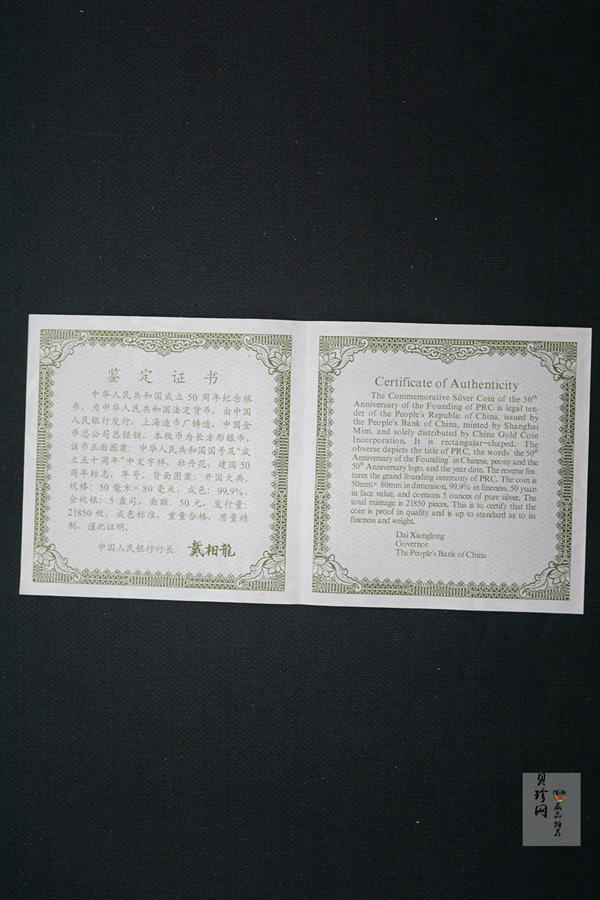 鉴定证书
中华人民共和国成立50周年纪念银
币，为中华人民共和国法定货币，由中国
人民银行发行，上海造币厂铸造，中国金
币总公司总经销。本枚币为长方形银币，
该币正面图案：中华人民共和国国号及“成
立五十周年”中文字样，牡丹花，建国50
周年标志，年号。背面图案：开国大典。
规格：50毫米×80毫米，成色：99.9%，
含纯银：5盎司，面额：50元，发行量：
21850枚，成色标准，重量合格，质量精
制，谨此证明。
中国人民银行行长 戴相龍
Certificate of Authenticity
The Commemorative Silver Coin of the 50th
Anniversary of the Founding of PRC is legal ten-
der of the People's Republic of China, issued by
the People's Bank of China, minted by Shanghai
Mint, and solely distributed by China Gold Coin
Incorporation. It is rectangular-shaped. The
obverse depicts the title of PRC, the words' the 50th
Anniversary of the Founding' in Chinese, peony and the
50th Anniversary logo, and the year date. The reverse fea-
tures the grand founding ceremony of PRC. The coin is
50mm×80mm in dimension, 99.9% in fineness, 50 yuan
in face value, and contains 5 ounces of pure silver, The
total mintage is 21850 pieces. This is to certify that the
coin is proof in quality and is up to standard as to its
fineness and weight.
Dai Xianglong
Governor
The People's Bank of China
贝珍网
藏品推荐